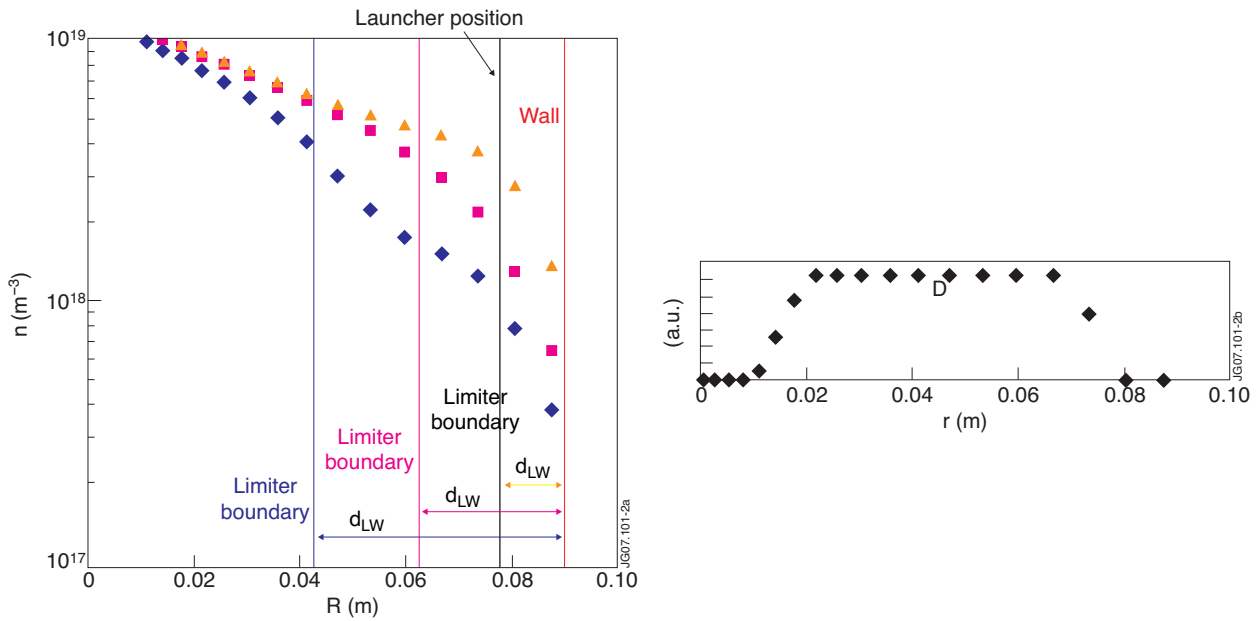 Launcher position
10¹⁹
Wall
n (m⁻³)
10¹⁸
Limiter
boundary
Limiter
boundary
Limiter
boundary
d_LW
d_LW
d_LW
10¹⁷
0
0.02
0.04
0.06
0.08
0.10
R (m)
JG07.101-2a
(a.u.)
D
0
0.02
0.04
0.06
0.08
0.10
r (m)
JG07.101-2b